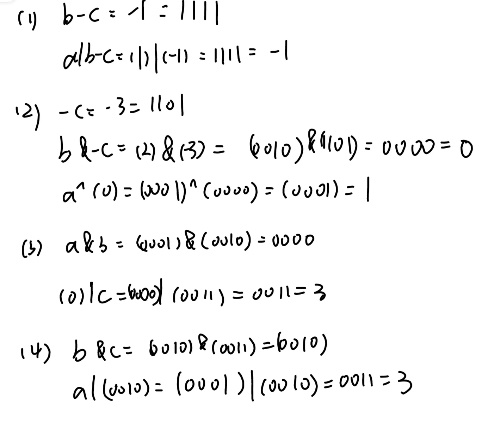 (1) b-c = -1 = 1111
a|b-c = (1)|(-1) = 1111 = -1
(2) -c = -3 = 1101
b&-c = (2)&(-3) = (0010)&(1101) = 0000 = 0
a^(0) = (0001)^(0000) = (0001) = 1
(3) a&b = (0001)&(0010) = 0000
(0)|c = (0000)|(0011) = 0011 = 3
(4) b&c = (0010)&(0011) = (0010)
a|(0010) = (0001)|(0010) = 0011 = 3